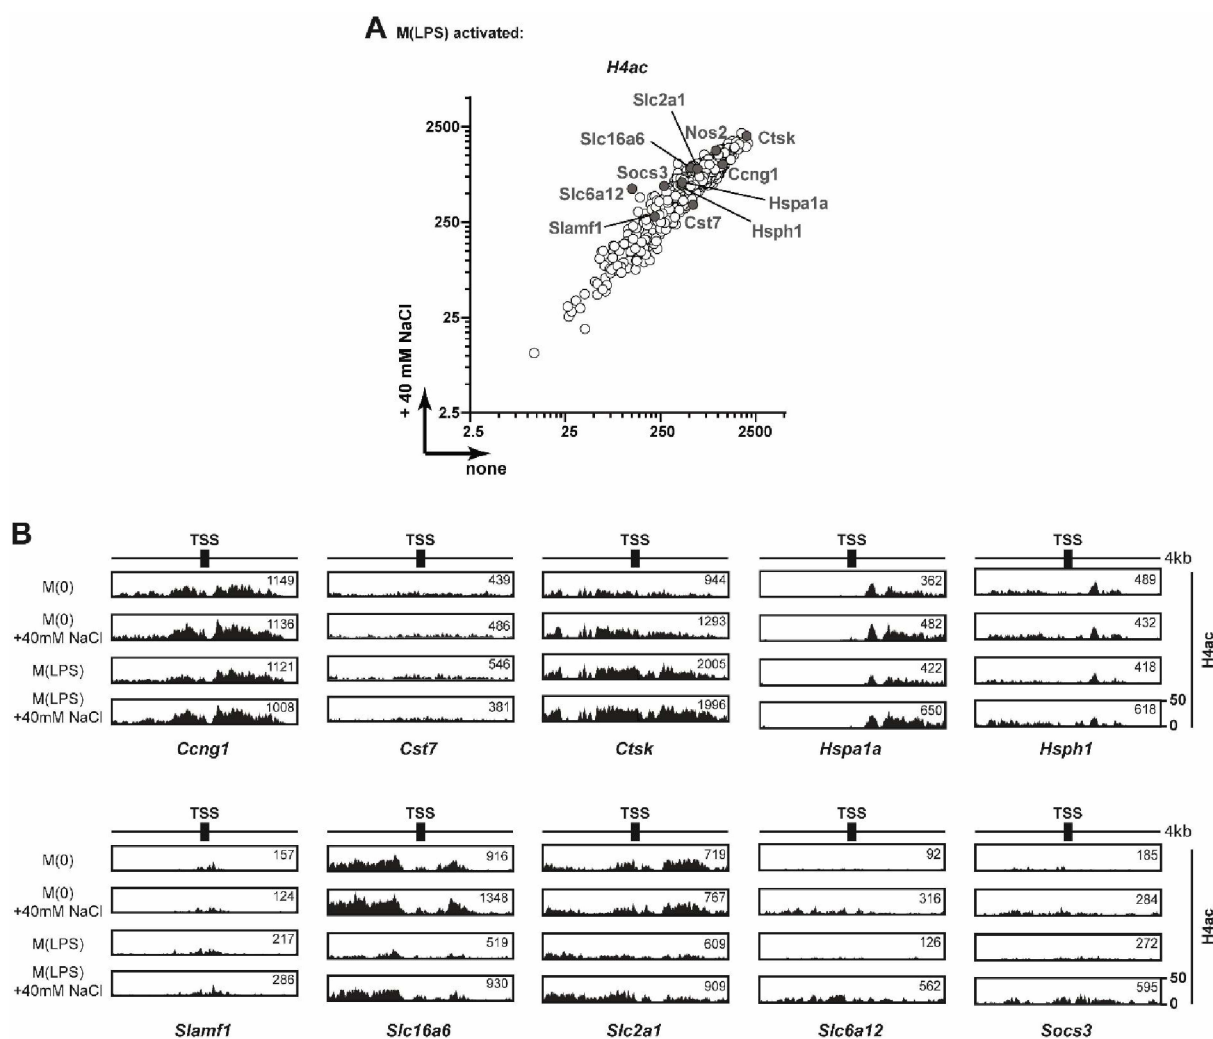 A M(LPS) activated:
H4ac
Slc2a1
2500
Nos2
Ctsk
Slc16a6
Socs3
Ccng1
Slc6a12
Hspa1a
250
Slamf1
Cst7
Hsph1
25
+ 40 mM NaCl
2.5
2.5 25 250 2500
none
B
TSS TSS TSS TSS TSS
4kb
M(0) 1149 439 944 362 489
M(0)
+40mM NaCl 1136 486 1293 482 432
M(LPS) 1121 546 2005 422 418
M(LPS)
+40mM NaCl 1008 381 1996 650 618
50
0
H4ac
Ccng1 Cst7 Ctsk Hspa1a Hsph1
TSS TSS TSS TSS TSS
4kb
M(0) 157 916 719 92 185
M(0)
+40mM NaCl 124 1348 767 316 284
M(LPS) 217 519 609 126 272
M(LPS)
+40mM NaCl 286 930 909 562 595
50
0
H4ac
Slamf1 Slc16a6 Slc2a1 Slc6a12 Socs3